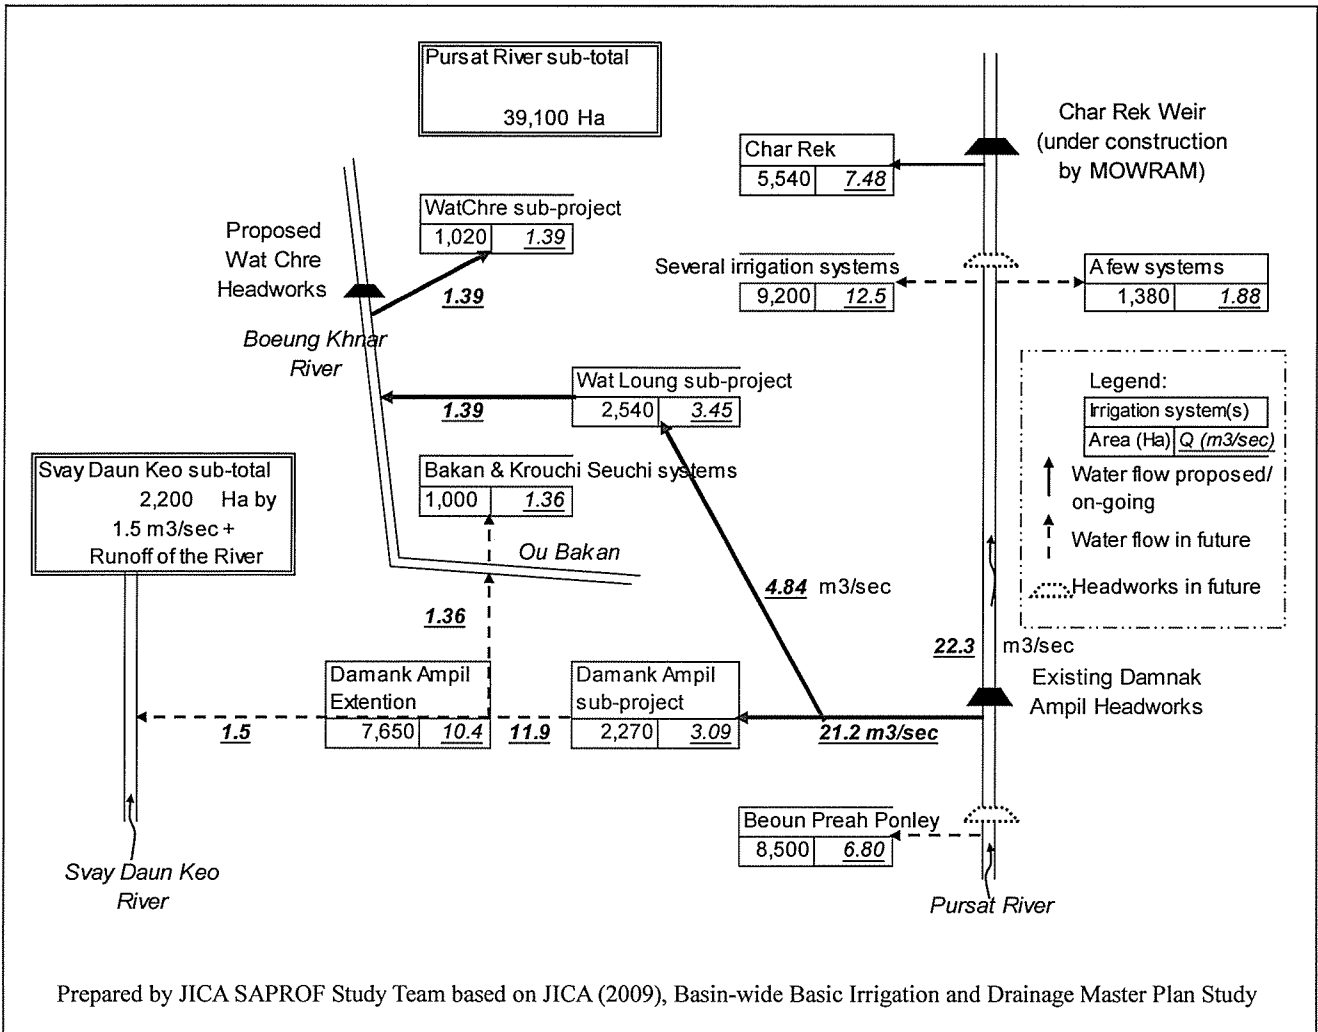 Pursat River sub-total
39,100 Ha
Char Rek Weir
(under construction
by MOWRAM)
Char Rek
5,540 7.48
WatChre sub-project
1,020 1.39
Proposed
Wat Chre
Headworks
1.39
Several irrigation systems
9,200 12.5
A few systems
1,380 1.88
Boeung Khnar
River
Wat Loung sub-project
2,540 3.45
1.39
Legend:
Irrigation system(s)
Area (Ha) Q (m3/sec)
Water flow proposed/
on-going
Water flow in future
Headworks in future
Svay Daun Keo sub-total
2,200 Ha by
1.5 m3/sec +
Runoff of the River
Bakan & Krouchi Seuchi systems
1,000 1.36
Ou Bakan
4.84 m3/sec
1.36
22.3 m3/sec
Existing Damnak
Ampil Headworks
Damank Ampil
Extention
7,650 10.4
Damank Ampil
sub-project
2,270 3.09
1.5
11.9
21.2 m3/sec
Beoun Preah Ponley
8,500 6.80
Svay Daun Keo
River
Pursat River
Prepared by JICA SAPROF Study Team based on JICA (2009), Basin-wide Basic Irrigation and Drainage Master Plan Study